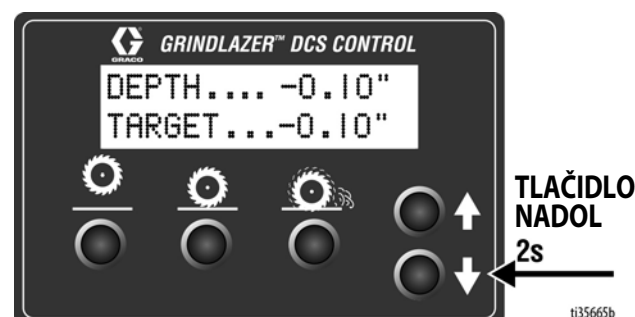 GRACO
GRINDLAZER™ DCS CONTROL
DEPTH.... -0.10"
TARGET...-0.10"
TLAČIDLO
NADOL
2s
ti35665b